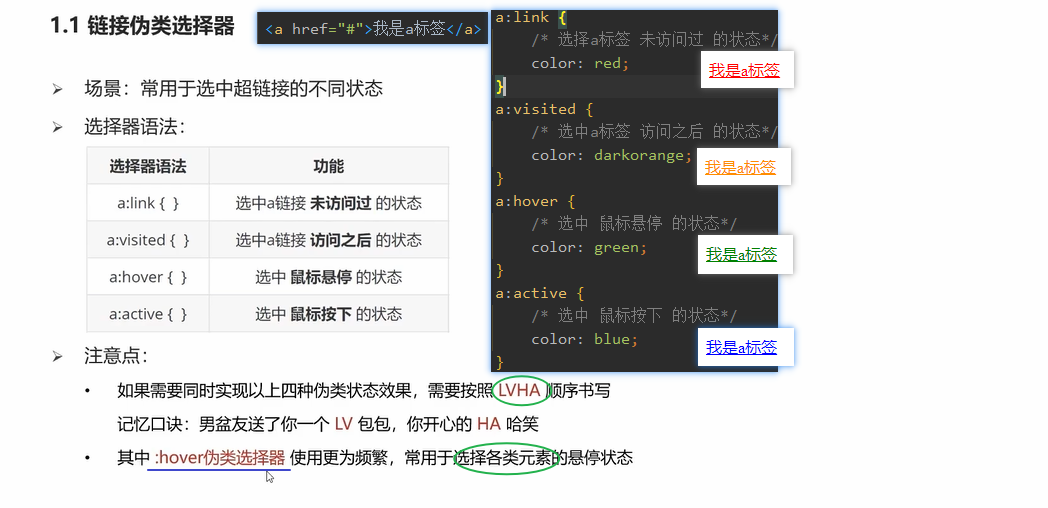 1.1 链接伪类选择器
<a href="#">我是a标签</a>
场景：常用于选中超链接的不同状态
选择器语法：
选择器语法 功能
a:link { } 选中a链接 未访问过 的状态
a:visited { } 选中a链接 访问之后 的状态
a:hover { } 选中 鼠标悬停 的状态
a:active { } 选中 鼠标按下 的状态
a:link {
/* 选择a标签 未访问过 的状态*/
color: red;
}
我是a标签
a:visited {
/* 选中a标签 访问之后 的状态*/
color: darkorange;
}
我是a标签
a:hover {
/* 选中 鼠标悬停 的状态*/
color: green;
}
我是a标签
a:active {
/* 选中 鼠标按下 的状态*/
color: blue;
}
我是a标签
注意点：
如果需要同时实现以上四种伪类状态效果，需要按照 LVHA 顺序书写
记忆口诀：男盆友送了你一个 LV 包包，你开心的 HA 哈笑
其中 :hover伪类选择器 使用更为频繁，常用于选择各类元素的悬停状态